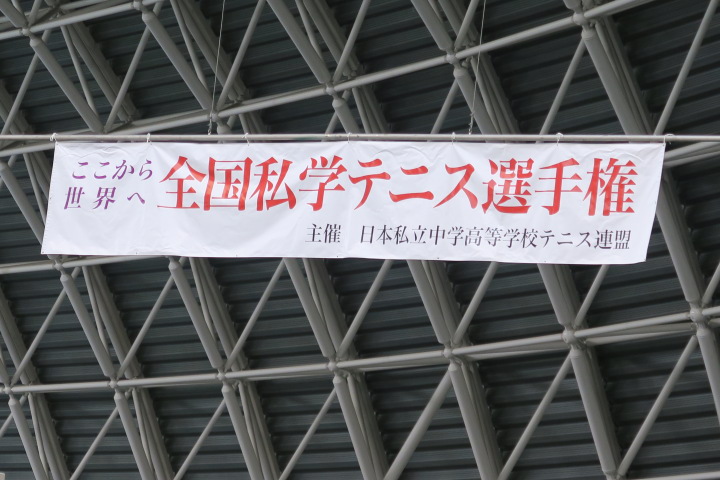 ここから
世界へ
全国私学テニス選手権
主催 日本私立中学高等学校テニス連盟